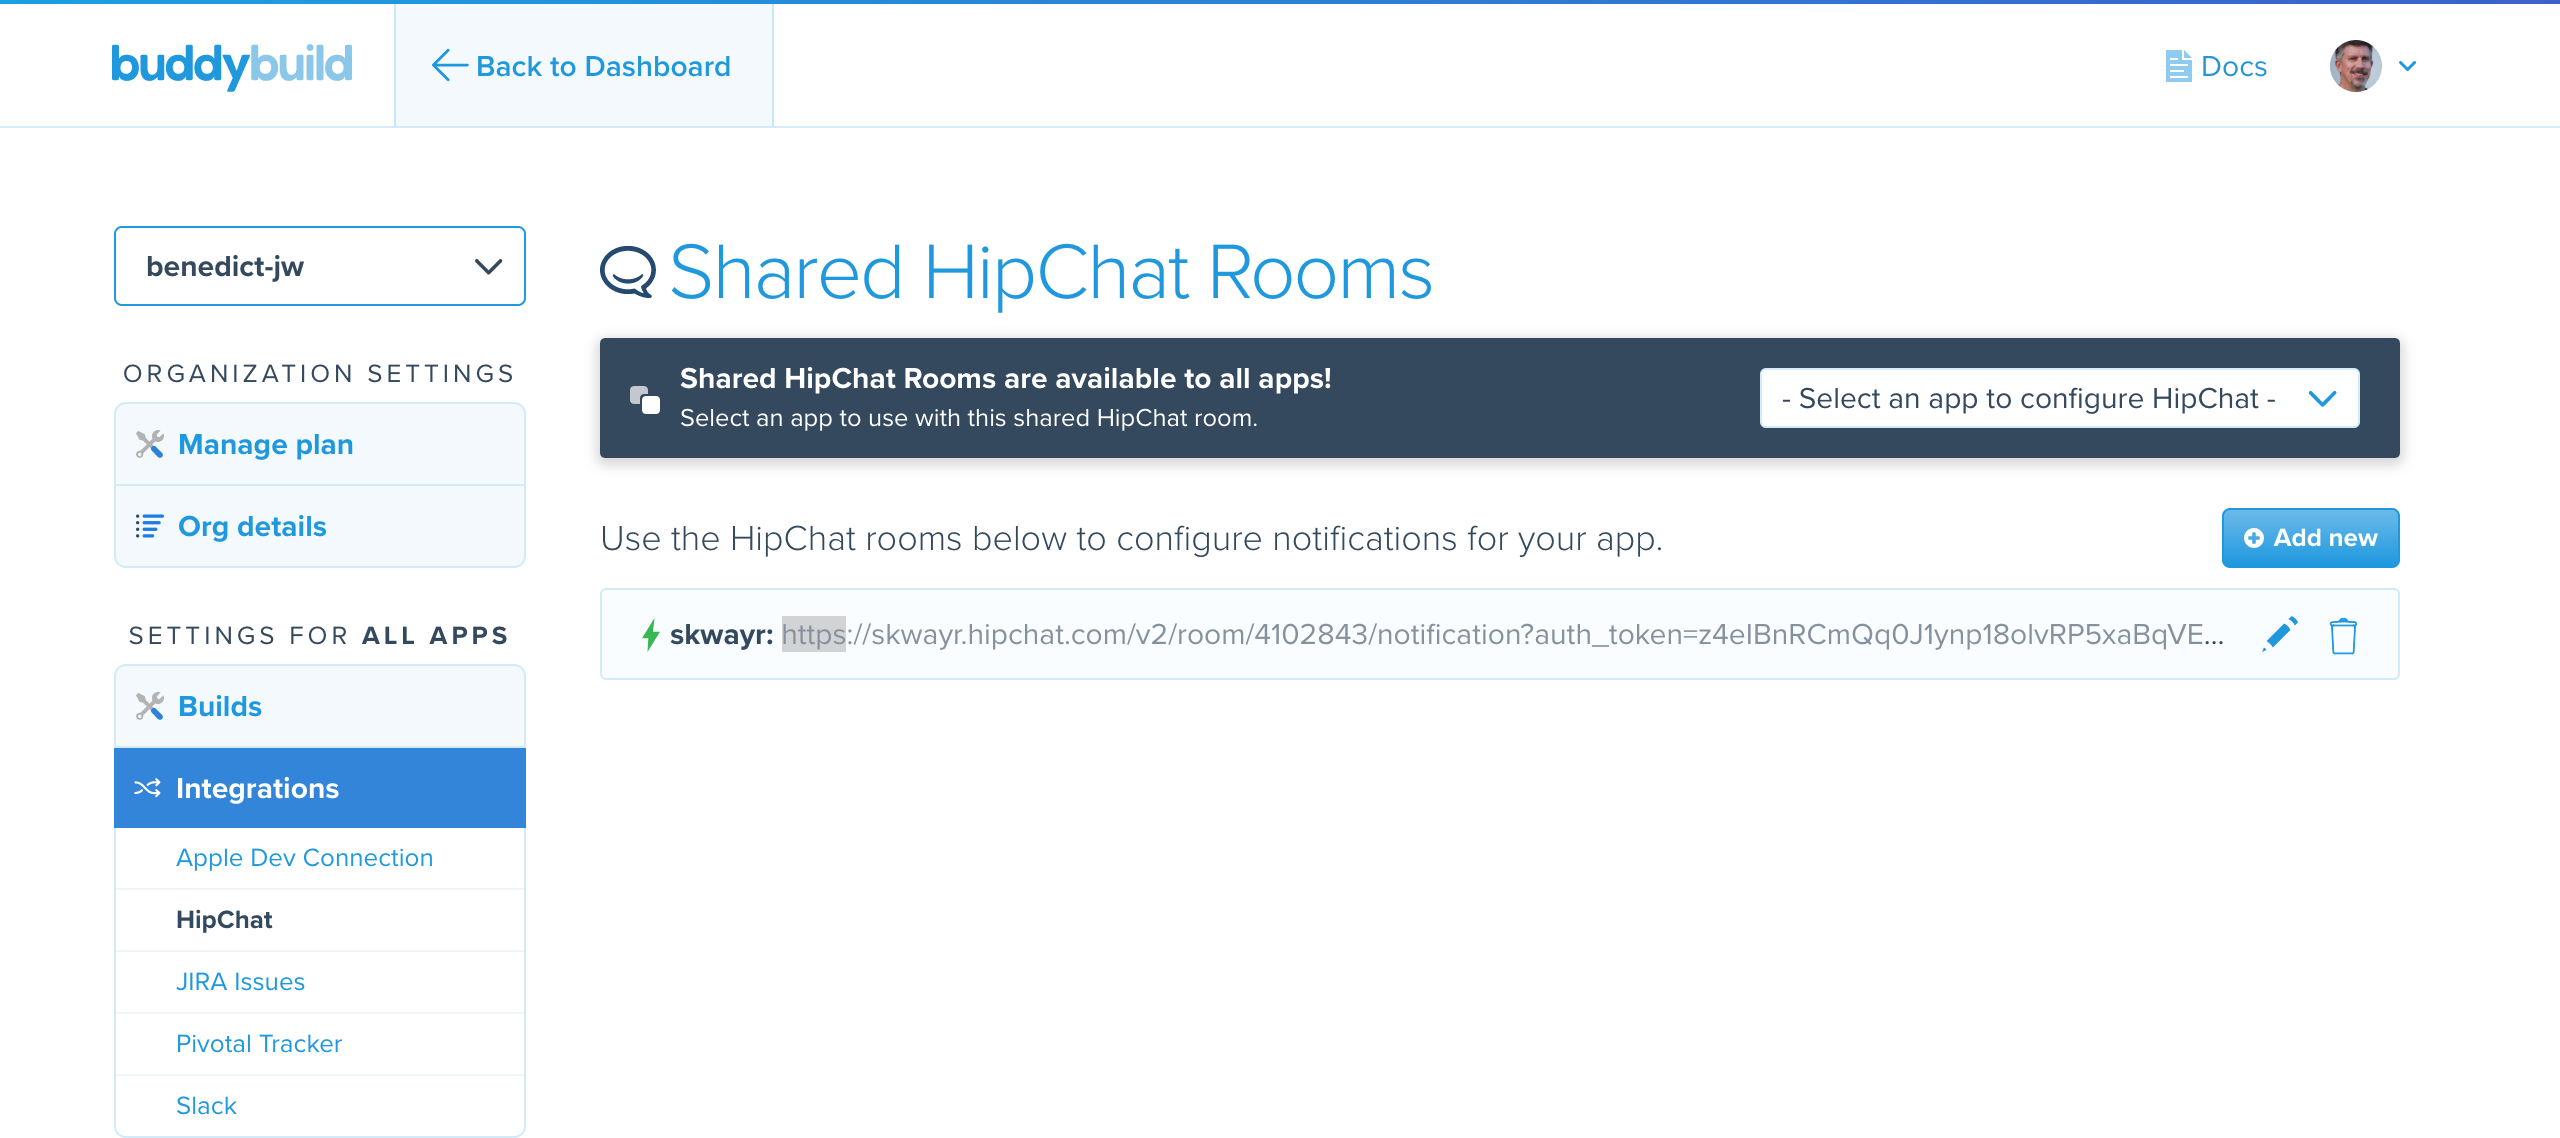 buddybuild
Back to Dashboard
Docs
benedict-jw
ORGANIZATION SETTINGS
Manage plan
Org details
SETTINGS FOR ALL APPS
Builds
Integrations
Apple Dev Connection
HipChat
JIRA Issues
Pivotal Tracker
Slack
Shared HipChat Rooms
Shared HipChat Rooms are available to all apps!
Select an app to use with this shared HipChat room.
- Select an app to configure HipChat -
Use the HipChat rooms below to configure notifications for your app.
Add new
skwayr: https://skwayr.hipchat.com/v2/room/4102843/notification?auth_token=z4eIBnRCmQq0J1ynp18olvRP5xaBqVE...